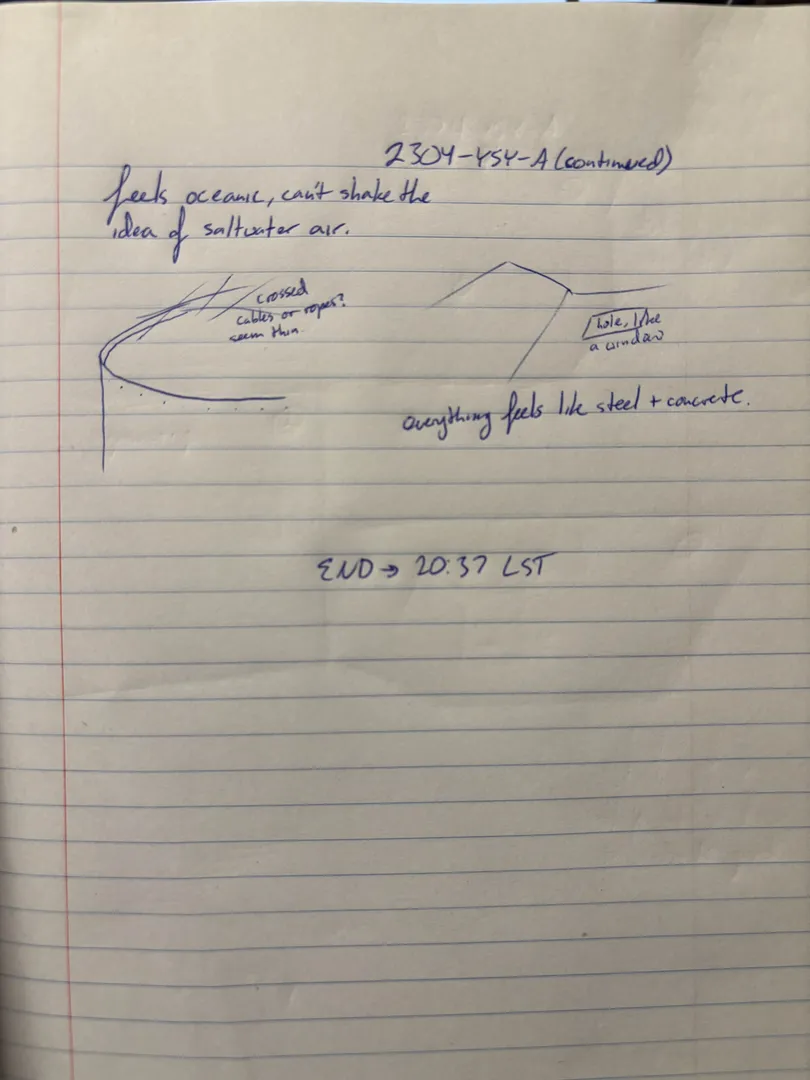 2304-YSY-A (continued)
feels oceanic, can't shake the
idea of saltwater air.
crossed
cables or ropes?
seem thin.
hole, like
a window
everything feels like steel + concrete.
END → 20:37 LST